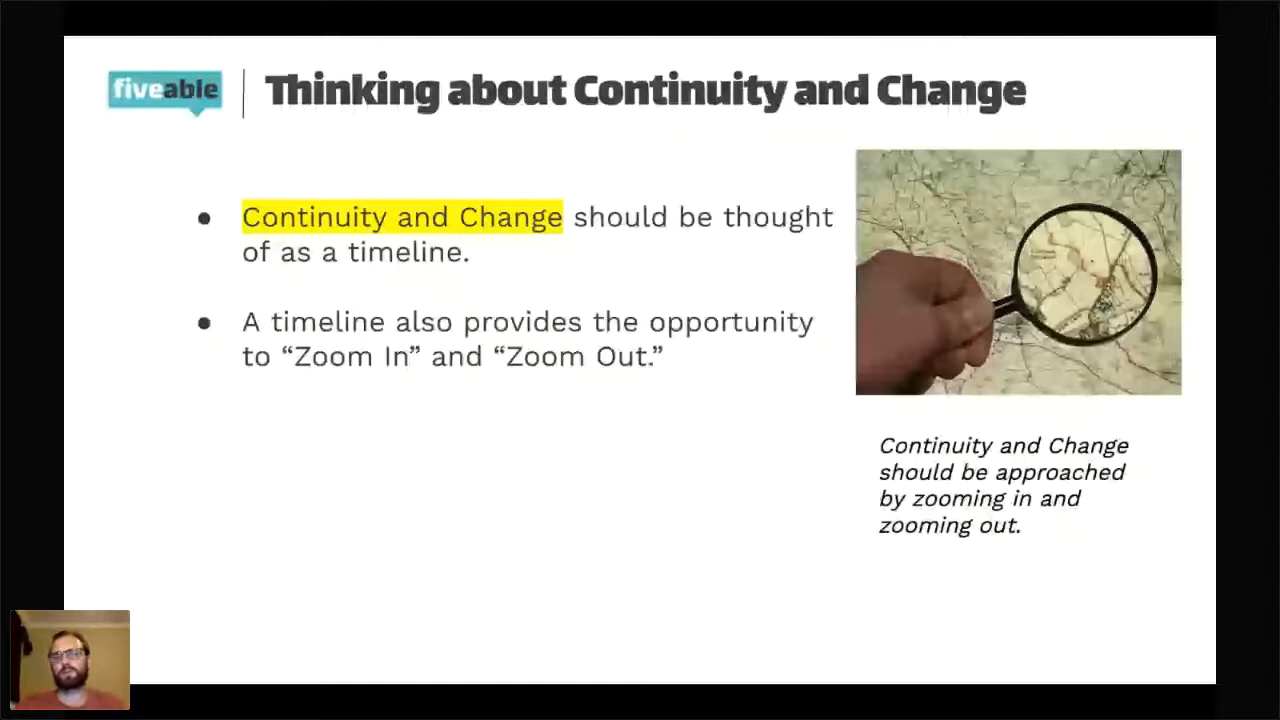 fiveable
Thinking about Continuity and Change
● Continuity and Change should be thought
of as a timeline.
● A timeline also provides the opportunity
to “Zoom In” and “Zoom Out.”
Continuity and Change
should be approached
by zooming in and
zooming out.